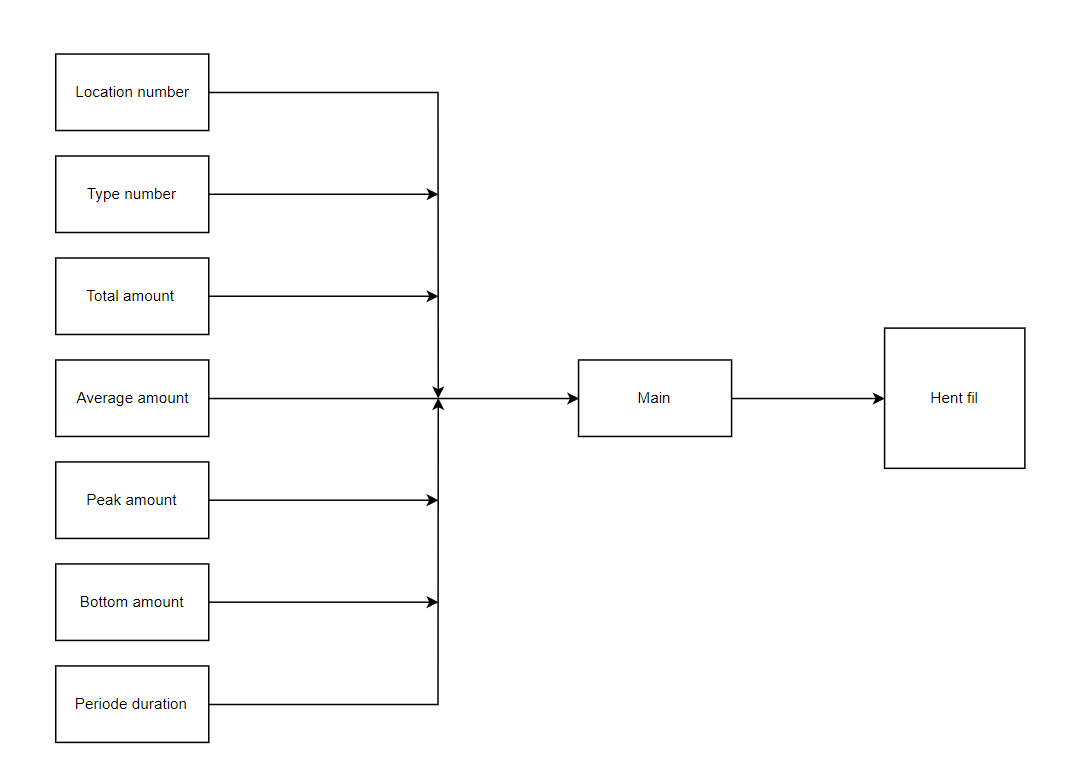 Location number
Type number
Total amount
Average amount
Main
Hent fil
Peak amount
Bottom amount
Periode duration